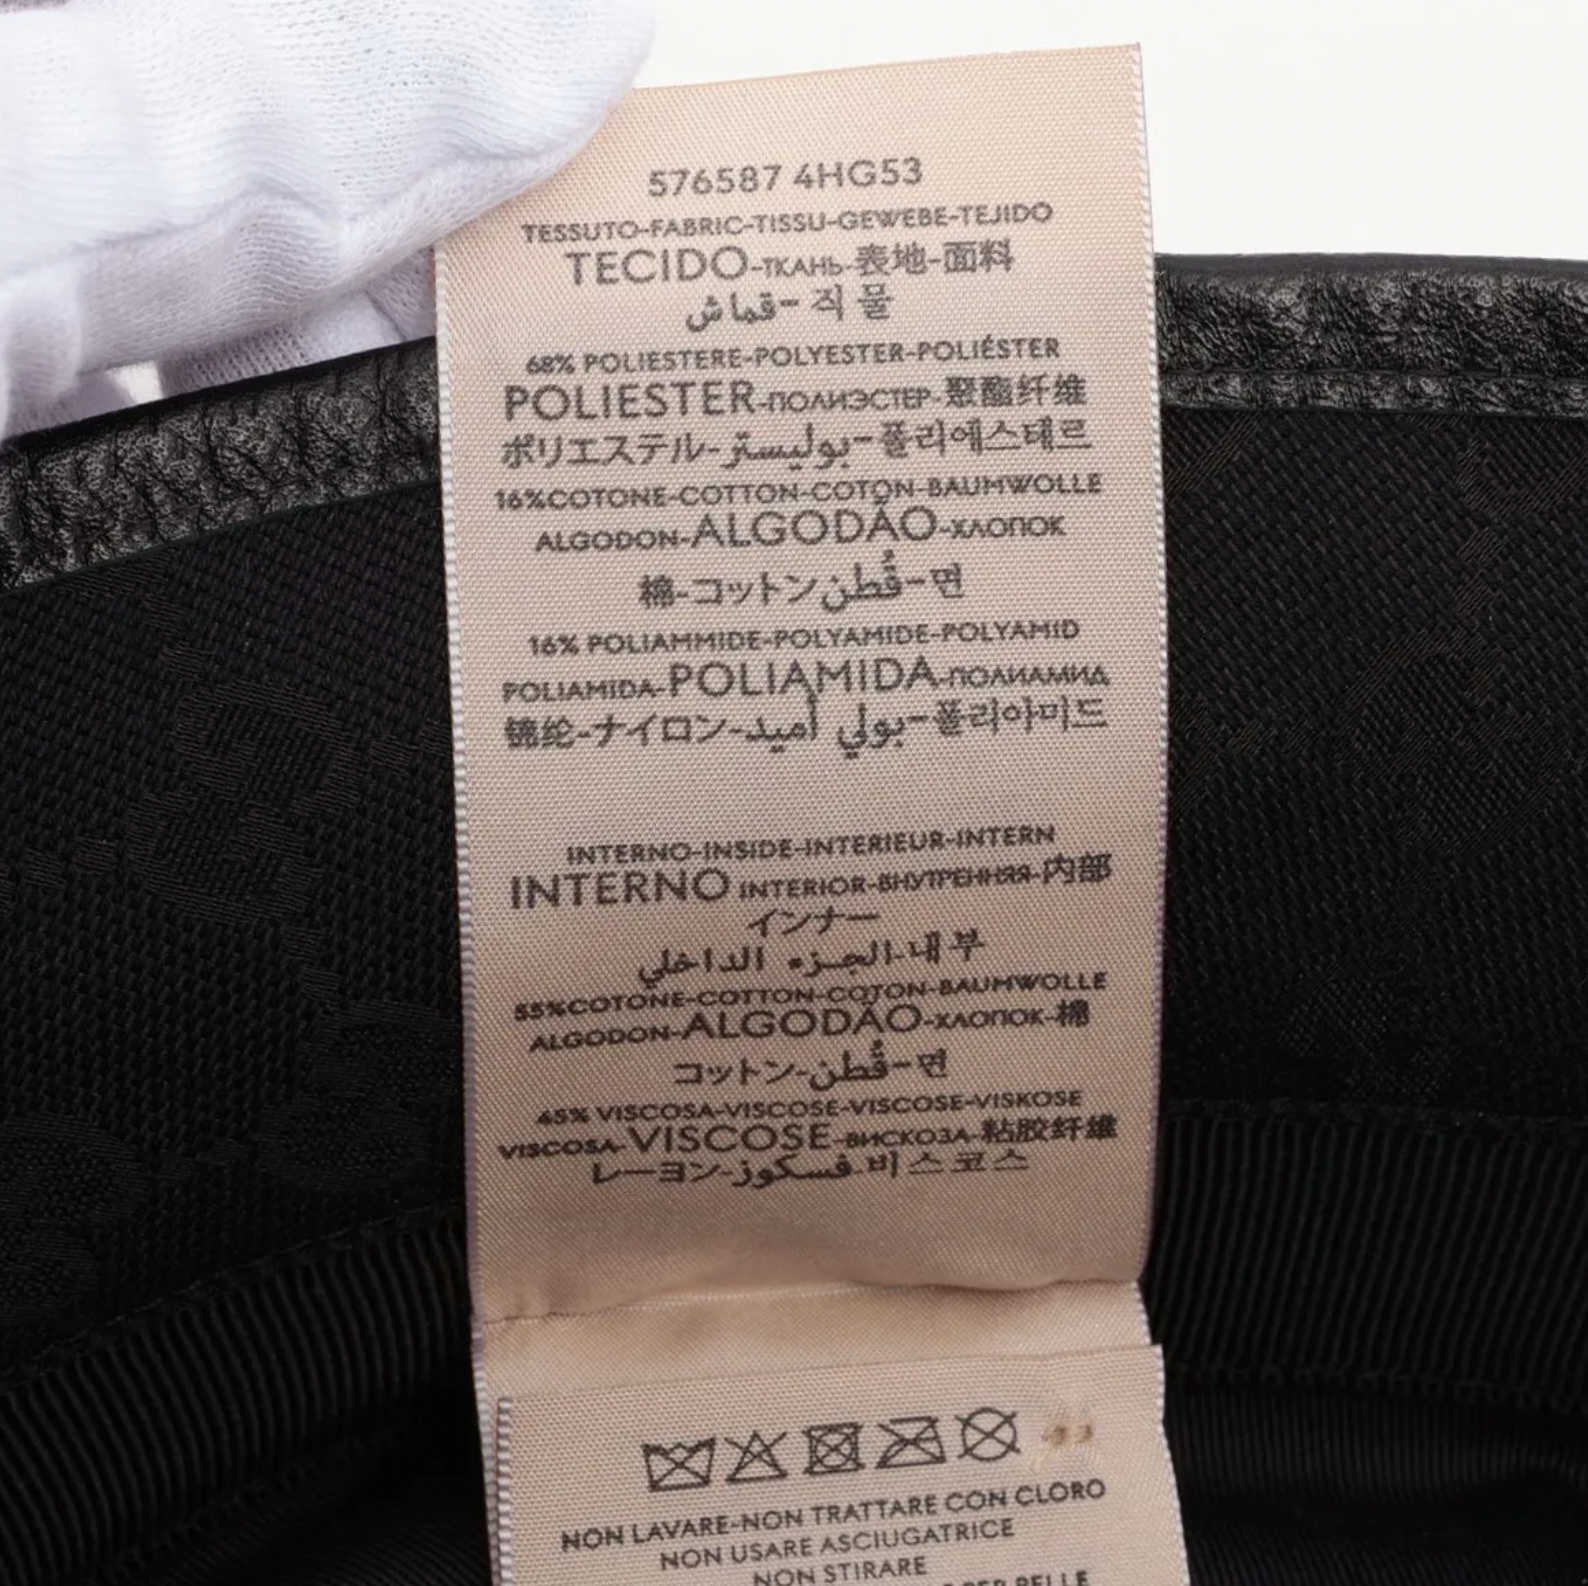 576587 4HG53
TESSUTO-FABRIC-TISSU-GEWEBE-TEJIDO
TECIDO-ТКАНЬ-表地-面料
قماش-직물
68% POLIESTERE-POLYESTER-POLIÉSTER
POLIESTER-ПОЛИЭСТЕР-聚酯纤维
ポリエステル-بوليستر-폴리에스테르
16%COTONE-COTTON-COTON-BAUMWOLLE
ALGODON-ALGODÃO-ХЛОПОК
棉-コットン قُطن-면
16% POLIAMMIDE-POLYAMIDE-POLYAMID
POLIAMIDA-POLIAMIDA-ПОЛИАМИД
锦纶-ナイロン-بولي أميد-폴리아미드
INTERNO-INSIDE-INTERIEUR-INTERN
INTERNO INTERIOR-ВНУТРЕННЯЯ-内部
インナー
الجزء الداخلي-내부
55%COTONE-COTTON-COTON-BAUMWOLLE
ALGODON-ALGODÃO-ХЛОПОК-棉
コットン-قُطن-면
45% VISCOSA-VISCOSE-VISCOSE-VISKOSE
VISCOSA-VISCOSE-ВИСКОЗА-粘胶纤维
レーヨン-فسكوز-비스코스
NON LAVARE-NON TRATTARE CON CLORO
NON USARE ASCIUGATRICE
NON STIRARE
PER PELLE